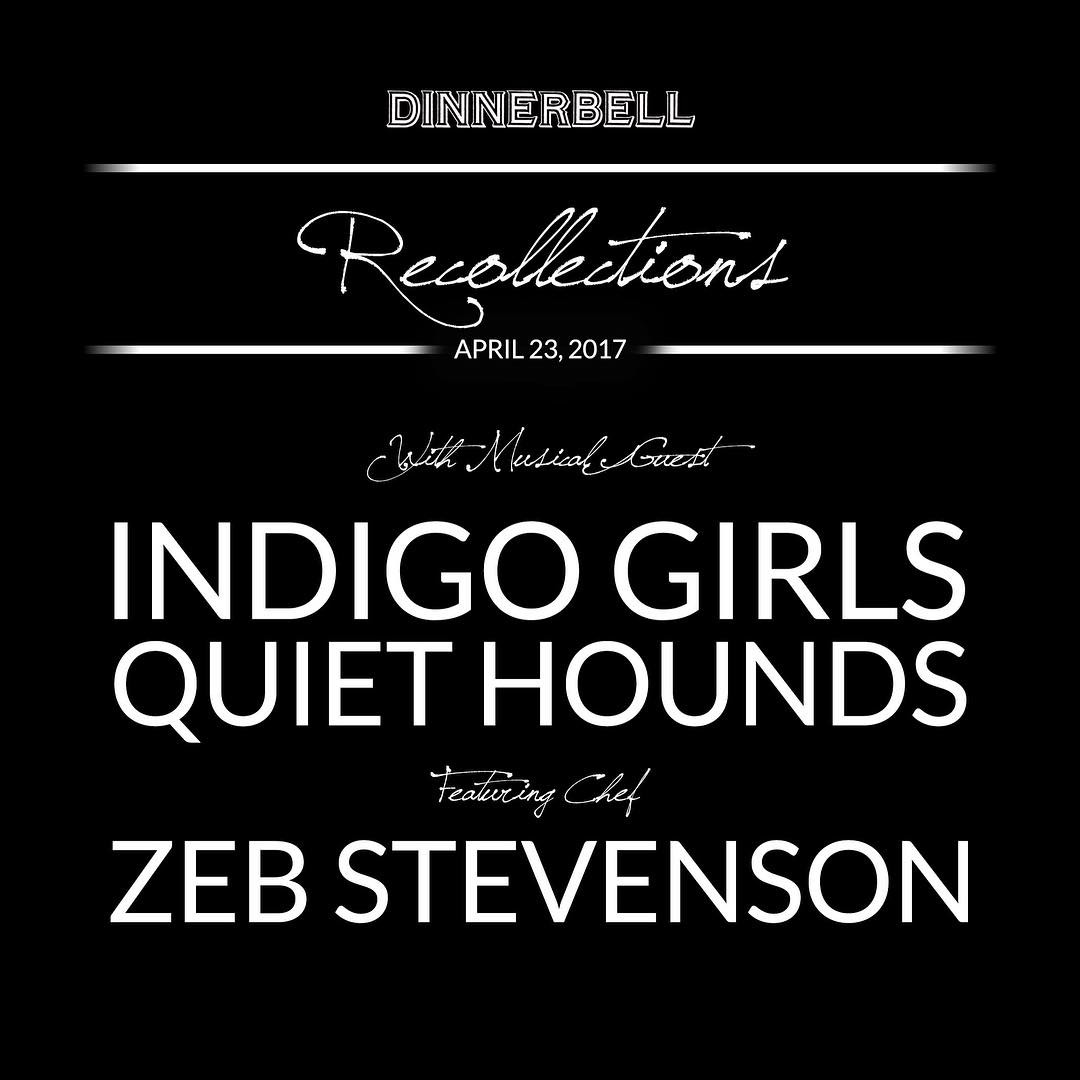 DINNERBELL
Recollections
APRIL 23, 2017
With Musical Guest
INDIGO GIRLS
QUIET HOUNDS
Featuring Chef
ZEB STEVENSON